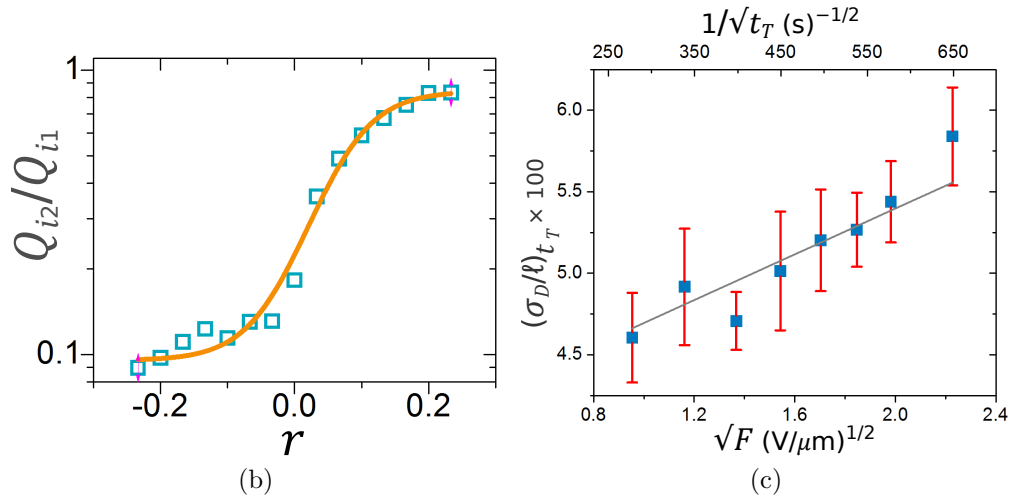 1
0.1
Q_{i2}/Q_{i1}
-0.2 0.0 0.2
r
(b)
1/√t_T (s)^{-1/2}
250 350 450 550 650
6.0
5.5
5.0
4.5
(σ_D/ℓ)_{t_T} × 100
0.8 1.2 1.6 2.0 2.4
√F (V/μm)^{1/2}
(c)